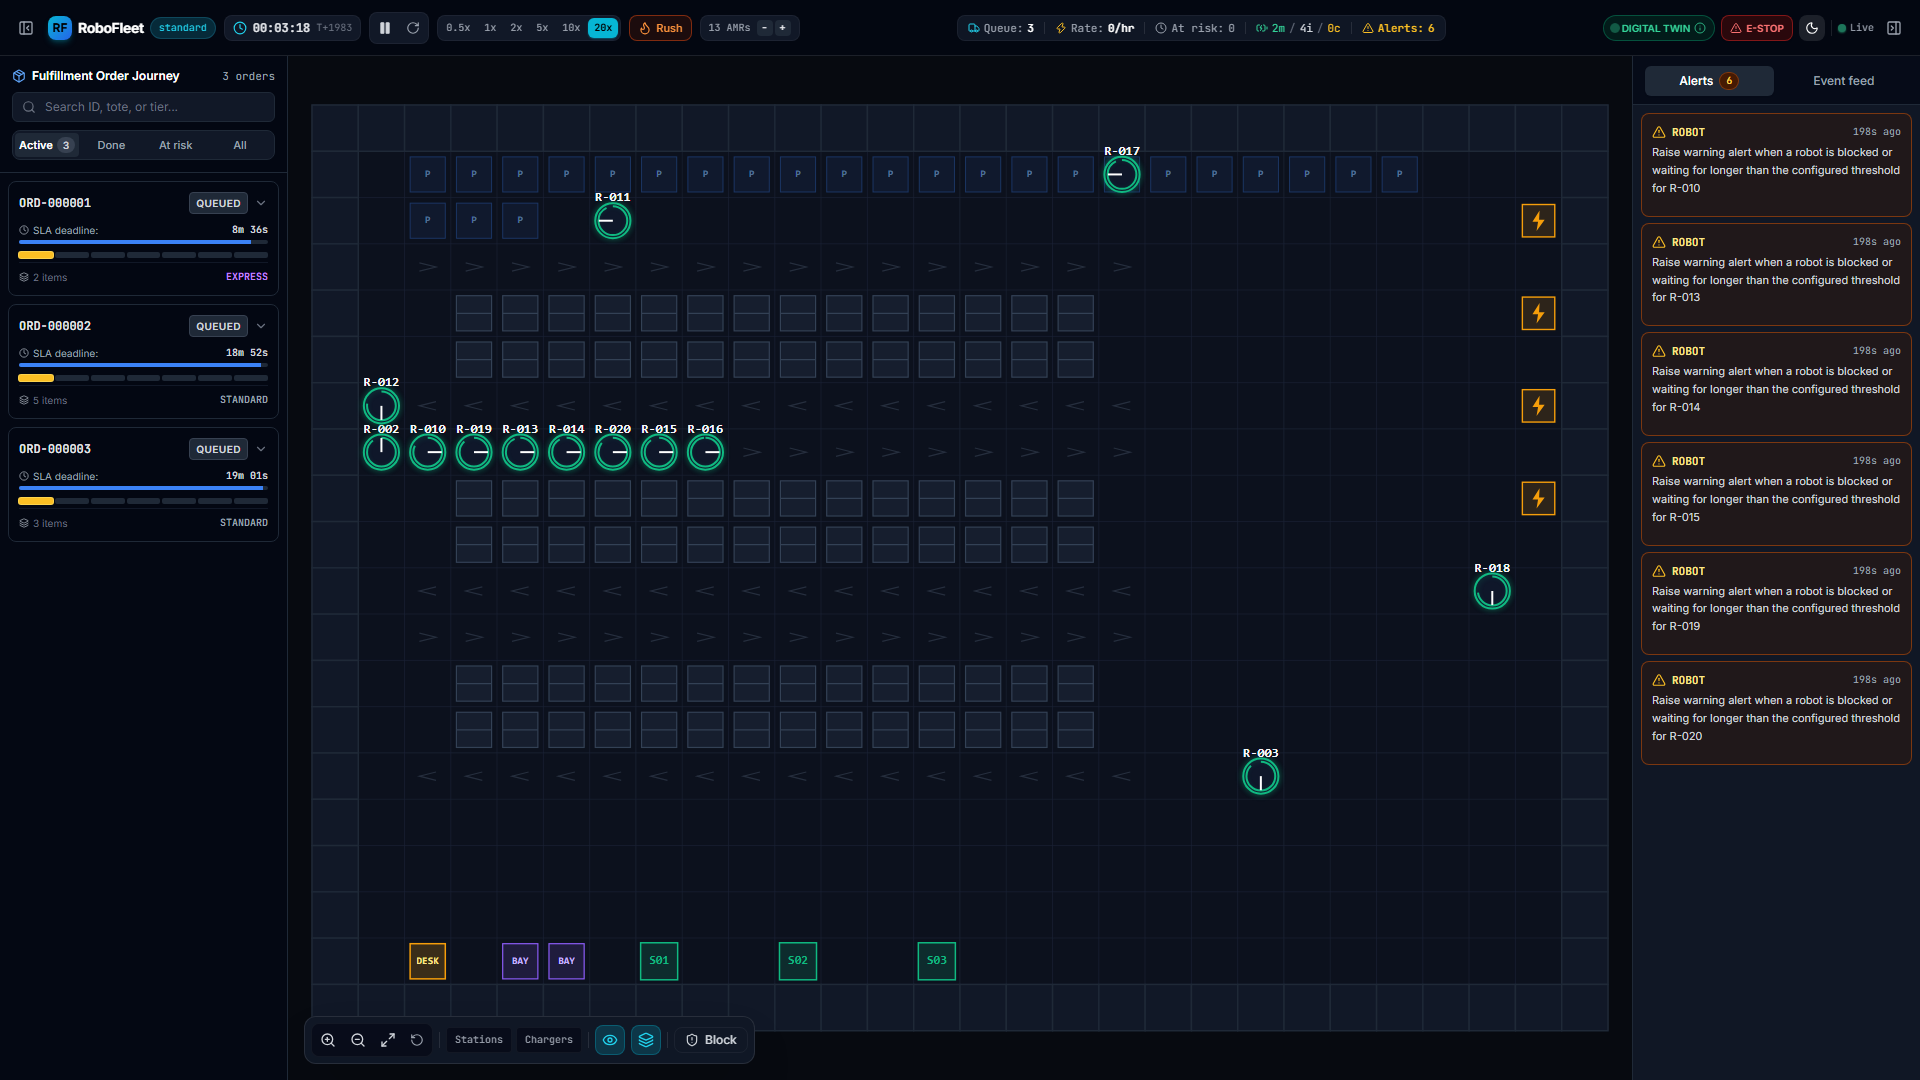 RF RoboFleet standard 00:03:18 T+1983 0.5x 1x 2x 5x 10x 20x Rush 13 AMRs - + Queue: 3 Rate: 0/hr At risk: 0 2m / 4i / 0c Alerts: 6 DIGITAL TWIN E-STOP Live
Fulfillment Order Journey 3 orders
Search ID, tote, or tier...
Active 3 Done At risk All
ORD-000001 QUEUED
SLA deadline: 8m 36s
2 items EXPRESS
ORD-000002 QUEUED
SLA deadline: 18m 52s
5 items STANDARD
ORD-000003 QUEUED
SLA deadline: 19m 01s
3 items STANDARD
R-017
P P P P P P P P P P P P P P P P P P P P P
R-011
P P P
R-012
R-002 R-010 R-019 R-013 R-014 R-020 R-015 R-016
R-018
R-003
DESK BAY BAY S01 S02 S03
Stations Chargers Block
Alerts 6 Event feed
ROBOT 198s ago
Raise warning alert when a robot is blocked or
waiting for longer than the configured threshold
for R-010
ROBOT 198s ago
Raise warning alert when a robot is blocked or
waiting for longer than the configured threshold
for R-013
ROBOT 198s ago
Raise warning alert when a robot is blocked or
waiting for longer than the configured threshold
for R-014
ROBOT 198s ago
Raise warning alert when a robot is blocked or
waiting for longer than the configured threshold
for R-015
ROBOT 198s ago
Raise warning alert when a robot is blocked or
waiting for longer than the configured threshold
for R-019
ROBOT 198s ago
Raise warning alert when a robot is blocked or
waiting for longer than the configured threshold
for R-020